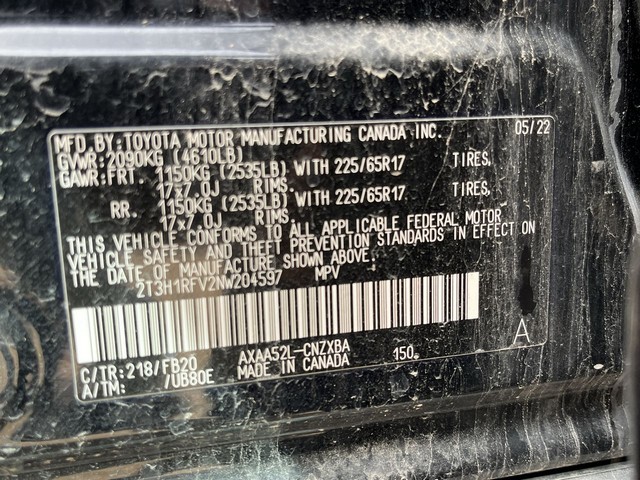 MFD.BY:TOYOTA MOTOR MANUFACTURING CANADA INC. 05/22
GVWR:2090KG (4610LB)
GAWR:FRT. 1150KG (2535LB) WITH 225/65R17 TIRES,
17x7.0J RIMS.
RR. 1150KG (2535LB) WITH 225/65R17 TIRES,
17x7.0J RIMS.
THIS VEHICLE CONFORMS TO ALL APPLICABLE FEDERAL MOTOR
VEHICLE SAFETY AND THEFT PREVENTION STANDARDS IN EFFECT ON
THE DATE OF MANUFACTURE SHOWN ABOVE.
2T3H1RFV2NW204597 MPV
C/TR:218/FB20 AXAA52L-CNZXBA 150 A
A/TM: /UB80E MADE IN CANADA